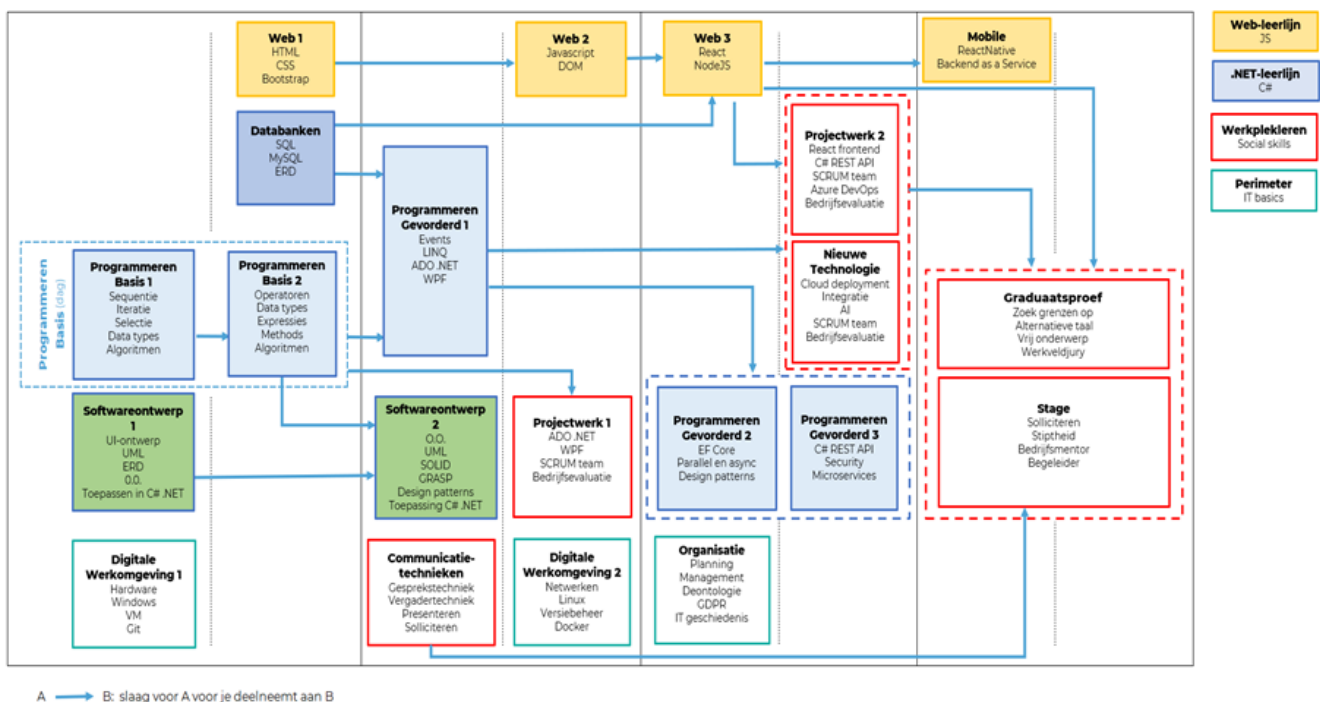 Web 1
HTML
CSS
Bootstrap
Web 2
Javascript
DOM
Web 3
React
NodeJS
Mobile
ReactNative
Backend as a Service
Web-leerlijn
JS
.NET-leerlijn
C#
Werkplekleren
Social skills
Perimeter
IT basics
Databanken
SQL
MySQL
ERD
Programmeren
Gevorderd 1
Events
LINQ
ADO .NET
WPF
Projectwerk 2
React frontend
C# REST API
SCRUM team
Azure DevOps
Bedrijfsevaluatie
Nieuwe
Technologie
Cloud deployment
Integratie
AI
SCRUM team
Bedrijfsevaluatie
Programmeren
Basis (dag)
Programmeren
Basis 1
Sequentie
Iteratie
Selectie
Data types
Algoritmen
Programmeren
Basis 2
Operatoren
Data types
Expressies
Methods
Algoritmen
Graduaatsproef
Zoek grenzen op
Alternatieve taal
Vrij onderwerp
Werkveldjury
Stage
Solliciteren
Stiptheid
Bedrijfsmentor
Begeleider
Softwareontwerp
1
UI-ontwerp
UML
ERD
O.O.
Toepassen in C# .NET
Softwareontwerp
2
O.O.
UML
SOLID
GRASP
Design patterns
Toepassing C# .NET
Projectwerk 1
ADO .NET
WPF
SCRUM team
Bedrijfsevaluatie
Programmeren
Gevorderd 2
EF Core
Parallel en async
Design patterns
Programmeren
Gevorderd 3
C# REST API
Security
Microservices
Digitale
Werkomgeving 1
Hardware
Windows
VM
Git
Communicatie-
technieken
Gesprekstechniek
Vergadertechniek
Presenteren
Solliciteren
Digitale
Werkomgeving 2
Netwerken
Linux
Versiebeheer
Docker
Organisatie
Planning
Management
Deontologie
GDPR
IT geschiedenis
A
B: slaag voor A voor je deelneemt aan B